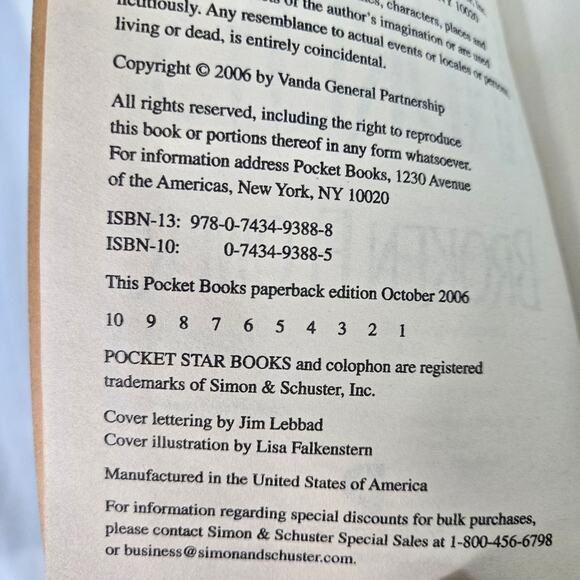 of the author's imagination or are used
fictitiously. Any resemblance to actual events or locales or persons,
living or dead, is entirely coincidental.
Copyright © 2006 by Vanda General Partnership
All rights reserved, including the right to reproduce
this book or portions thereof in any form whatsoever.
For information address Pocket Books, 1230 Avenue
of the Americas, New York, NY 10020
ISBN-13: 978-0-7434-9388-8
ISBN-10: 0-7434-9388-5
This Pocket Books paperback edition October 2006
10 9 8 7 6 5 4 3 2 1
POCKET STAR BOOKS and colophon are registered
trademarks of Simon & Schuster, Inc.
Cover lettering by Jim Lebbad
Cover illustration by Lisa Falkenstern
Manufactured in the United States of America
For information regarding special discounts for bulk purchases,
please contact Simon & Schuster Special Sales at 1-800-456-6798
or business@simonandschuster.com.